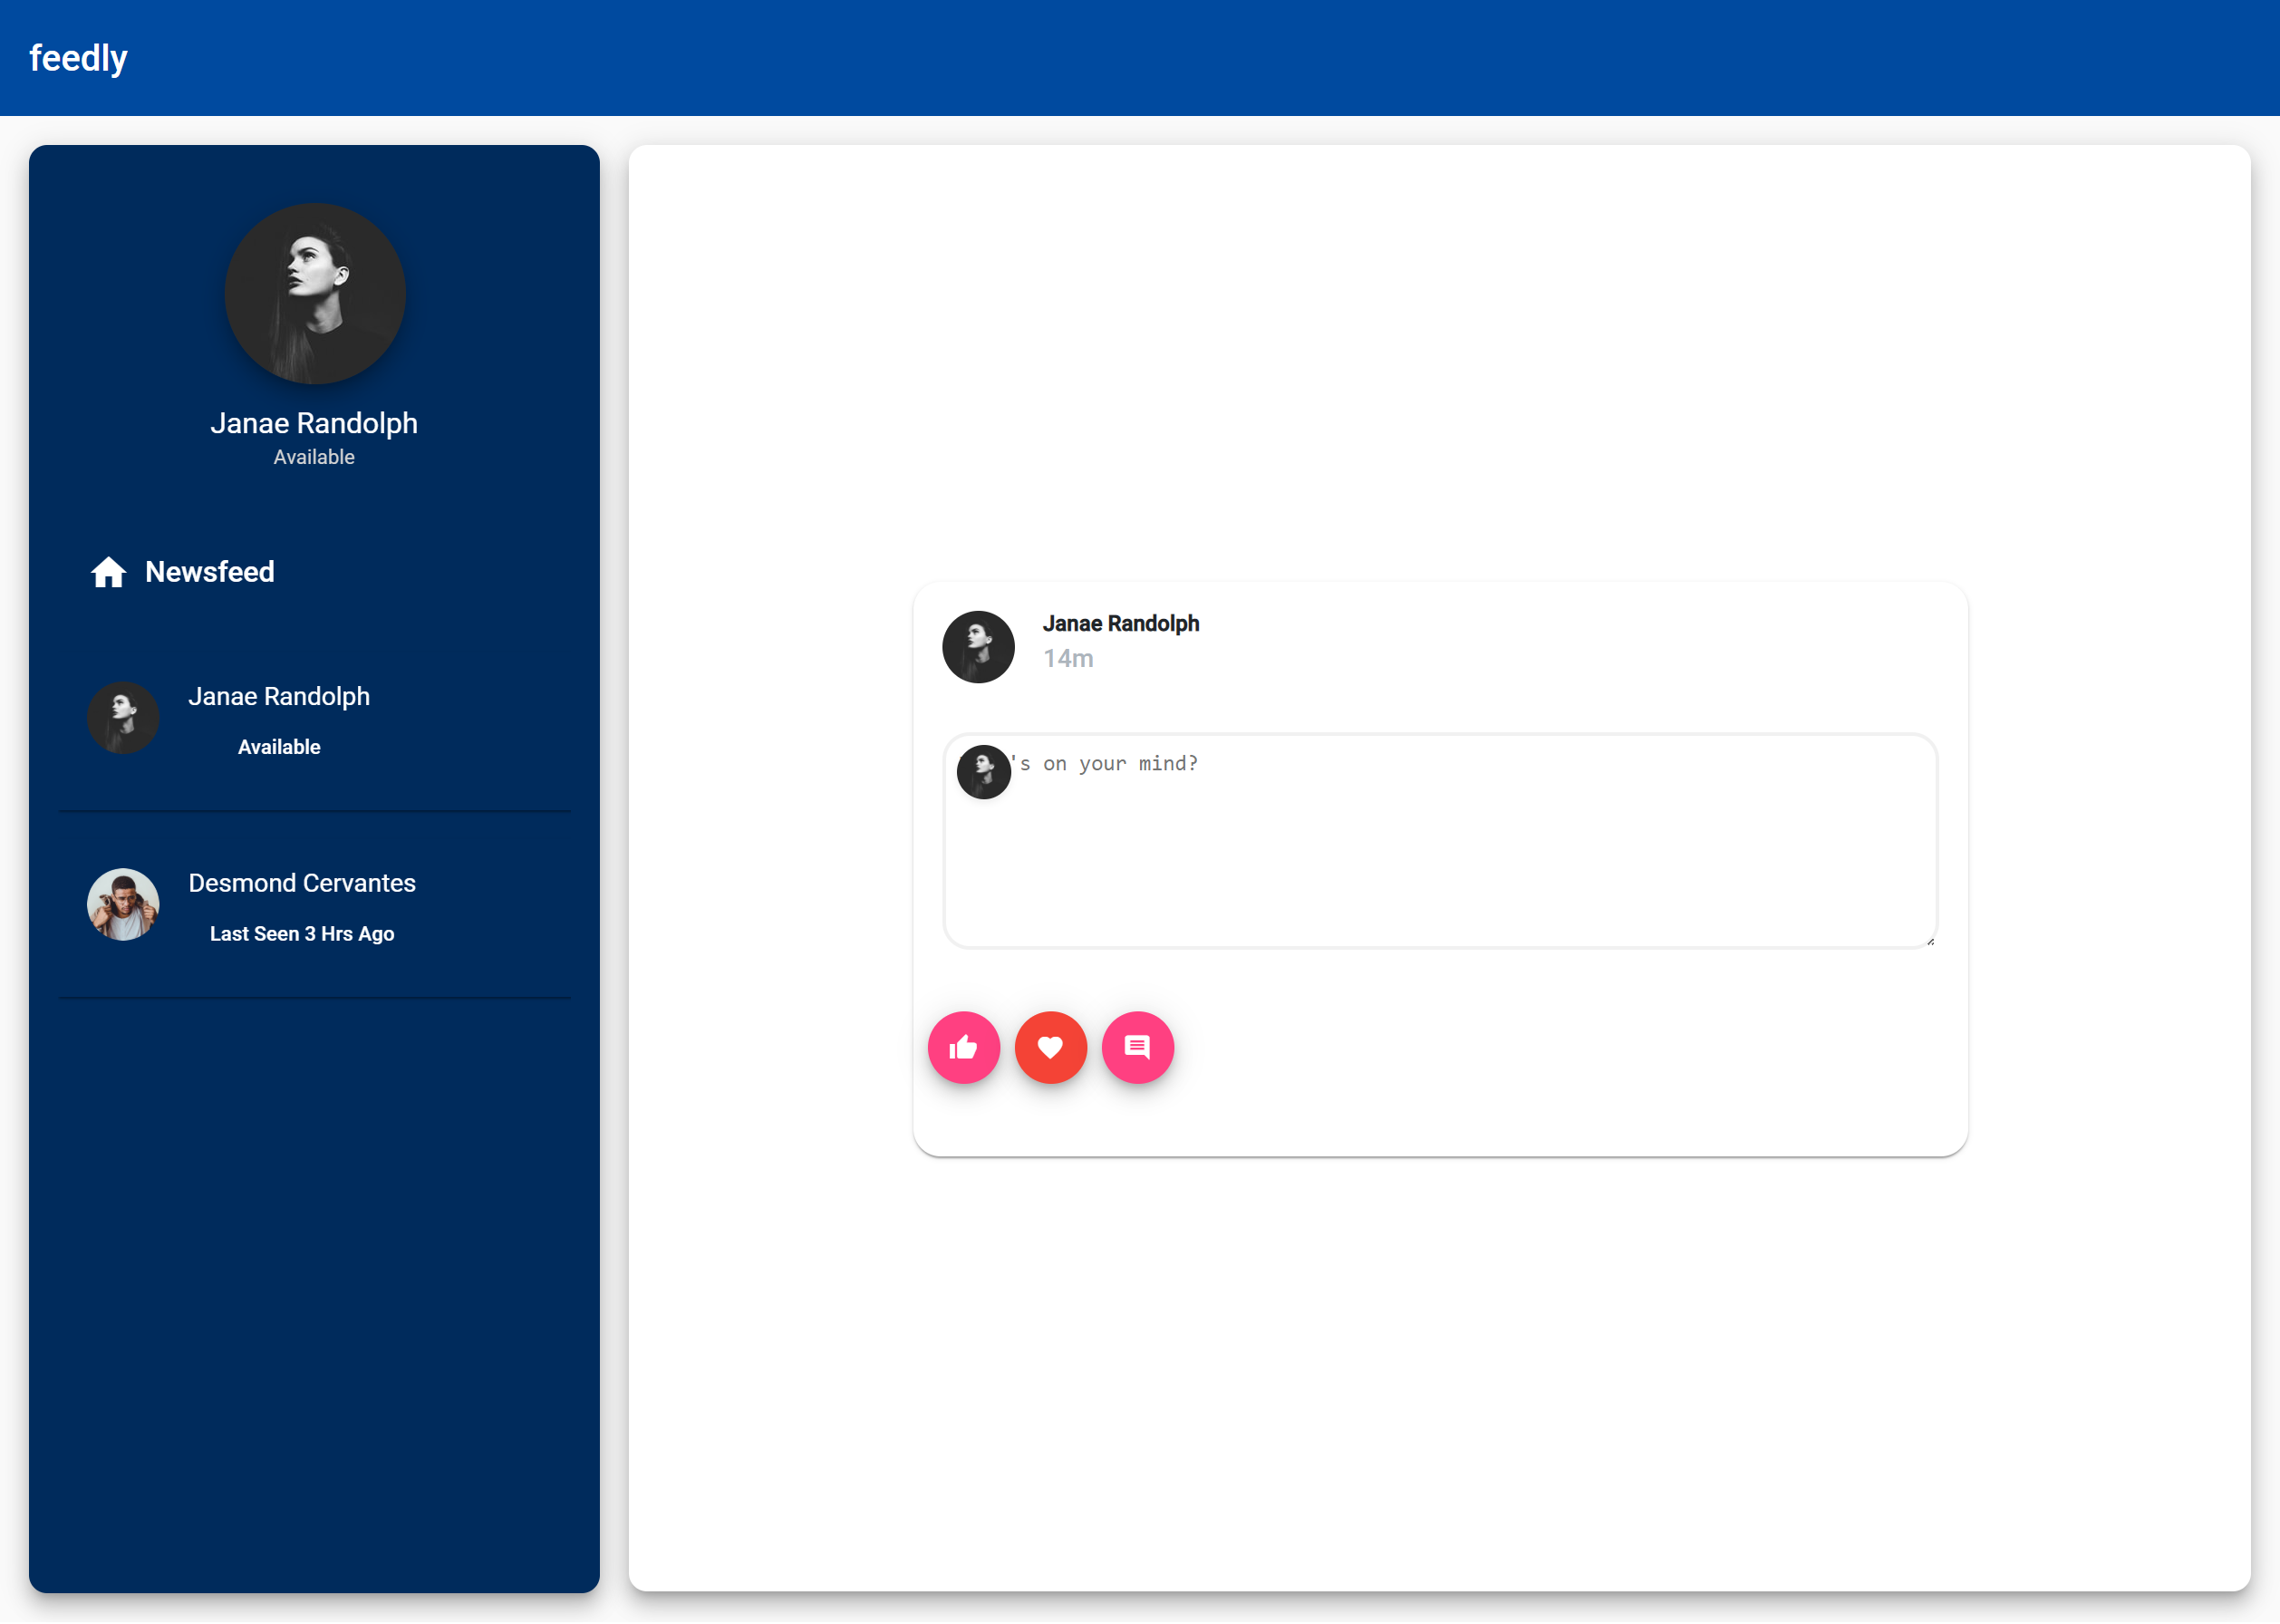 feedly
Janae Randolph
Available
Newsfeed
Janae Randolph
Available
Desmond Cervantes
Last Seen 3 Hrs Ago
Janae Randolph
14m
's on your mind?